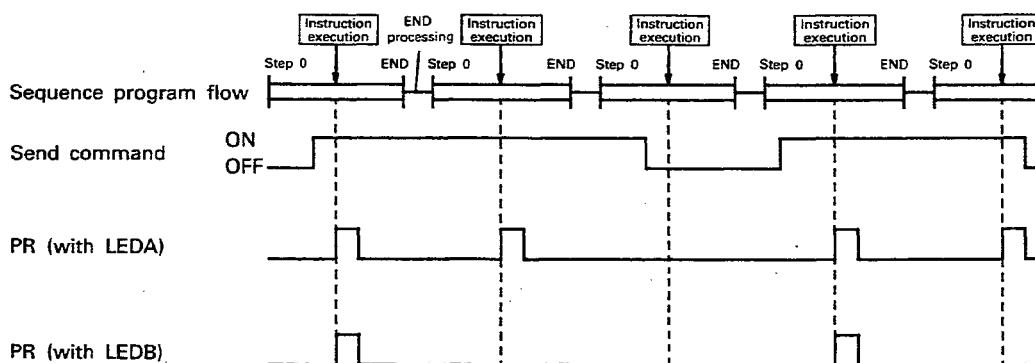 Instruction execution
END processing
Instruction execution
Instruction execution
Instruction execution
Instruction execution
Step 0 END Step 0 END Step 0 END Step 0 END Step 0
Sequence program flow
Send command
ON
OFF
PR (with LEDA)
PR (with LEDB)